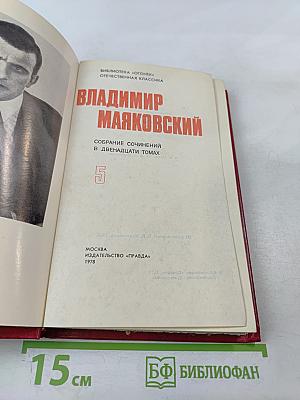 БИБЛИОТЕКА «ОГОНЕК»
ОТЕЧЕСТВЕННАЯ КЛАССИКА
ВЛАДИМИР
МАЯКОВСКИЙ
СОБРАНИЕ СОЧИНЕНИЙ
В ДВЕНАДЦАТИ ТОМАХ
5
МОСКВА
ИЗДАТЕЛЬСТВО «ПРАВДА»
1978
15 см
БФ БИБЛИОФАН